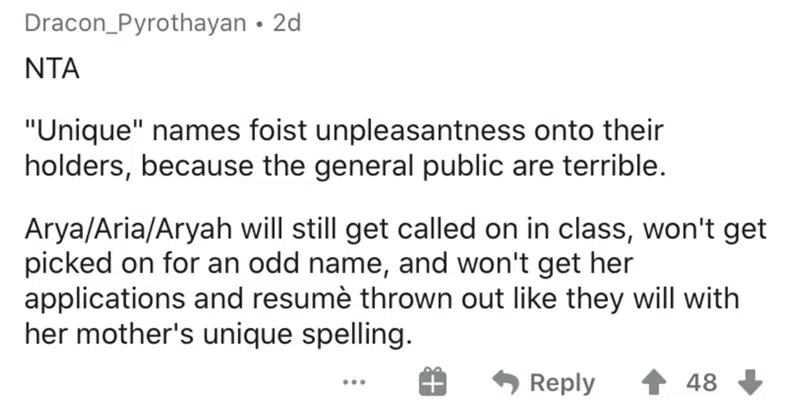 Dracon_Pyrothayan • 2d
NTA
"Unique" names foist unpleasantness onto their
holders, because the general public are terrible.
Arya/Aria/Aryah will still get called on in class, won't get
picked on for an odd name, and won't get her
applications and resumè thrown out like they will with
her mother's unique spelling.
... Reply 48